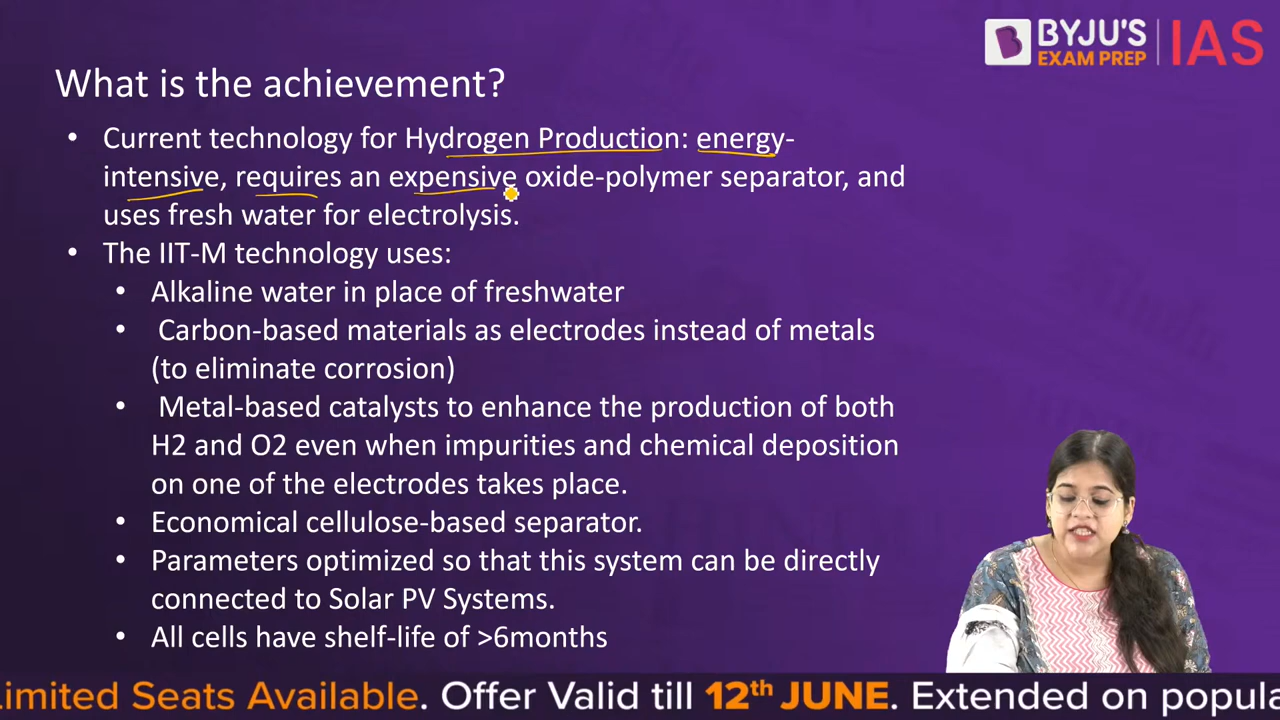 BYJU'S
EXAM PREP
IAS
What is the achievement?
• Current technology for Hydrogen Production: energy-
intensive, requires an expensive oxide-polymer separator, and
uses fresh water for electrolysis.
• The IIT-M technology uses:
• Alkaline water in place of freshwater
• Carbon-based materials as electrodes instead of metals
(to eliminate corrosion)
• Metal-based catalysts to enhance the production of both
H2 and O2 even when impurities and chemical deposition
on one of the electrodes takes place.
• Economical cellulose-based separator.
• Parameters optimized so that this system can be directly
connected to Solar PV Systems.
• All cells have shelf-life of >6months
Limited Seats Available. Offer Valid till 12th JUNE. Extended on popula